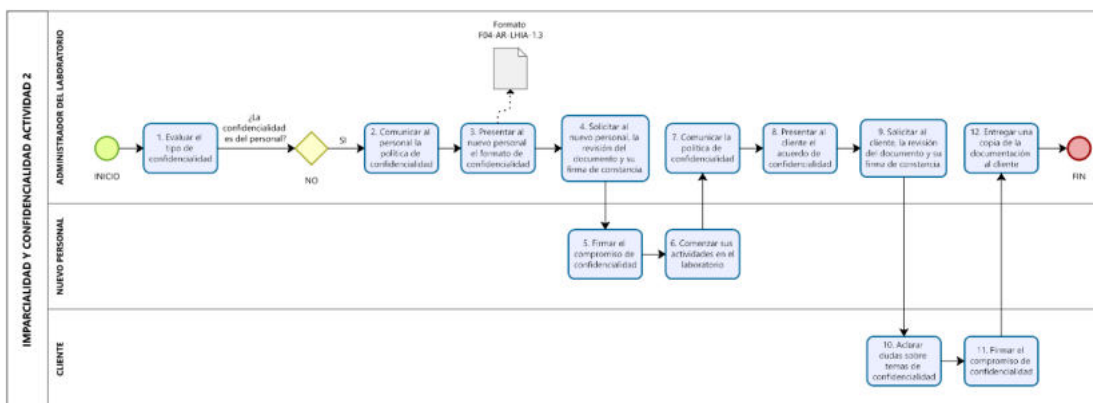 IMPARCIALIDAD Y CONFIDENCIALIDAD ACTIVIDAD 2
ADMINISTRADOR DEL LABORATORIO
INICIO
1. Evaluar el
tipo de
confidencialidad
¿La
confidencialidad
es del personal?
SI
NO
2. Comunicar al
personal la
política de
confidencialidad
Formato
F04-AR-LHIA-1.3
3. Presentar al
nuevo personal
el formato de
confidencialidad
4. Solicitar al
nuevo personal, la
revisión del
documento y su
firma de constancia
7. Comunicar la
política de
confidencialidad
8. Presentar al
cliente el
acuerdo de
confidencialidad
9. Solicitar al
cliente, la revisión
del documento y su
firma de constancia
12. Entregar una
copia de la
documentación
al cliente
FIN
NUEVO PERSONAL
5. Firmar el
compromiso de
confidencialidad
6. Comenzar sus
actividades en el
laboratorio
CLIENTE
10. Aclarar
dudas sobre
temas de
confidencialidad
11. Firmar el
compromiso de
confidencialidad